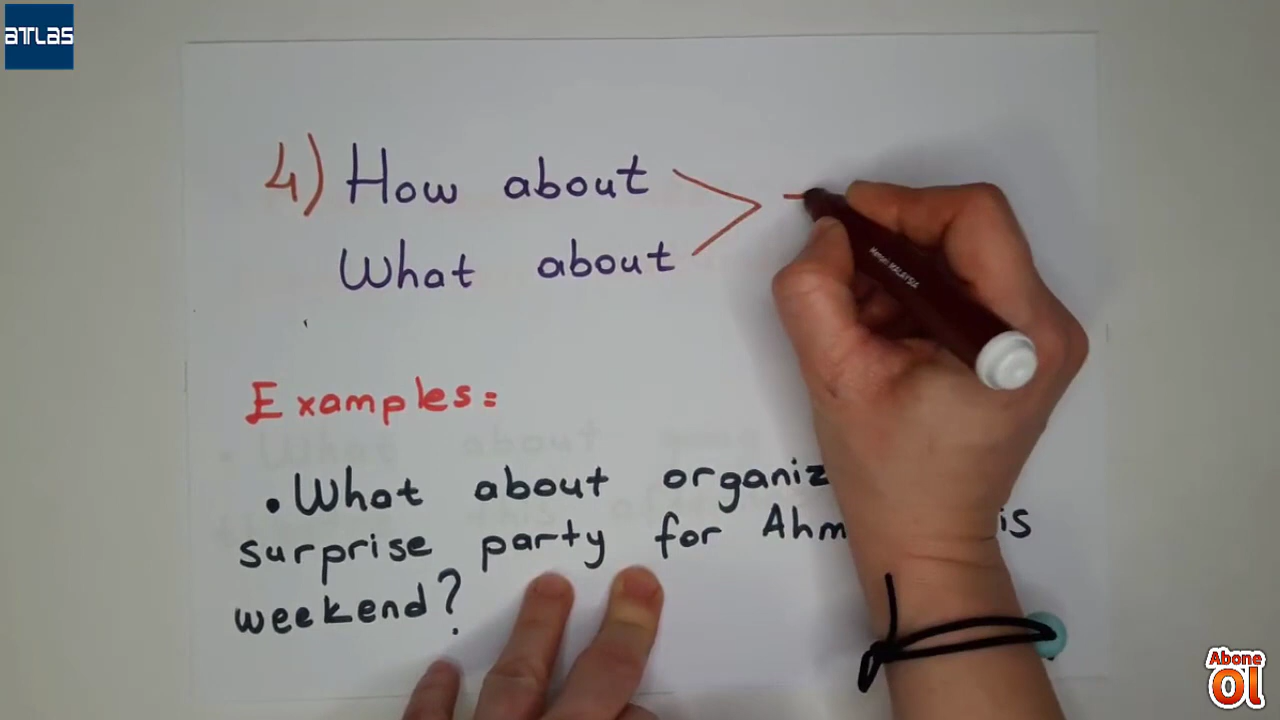 ATLAS
4) How about
What about
Examples:
• What about organiz
surprise party for Ahm is
weekend?
Abone
Ol